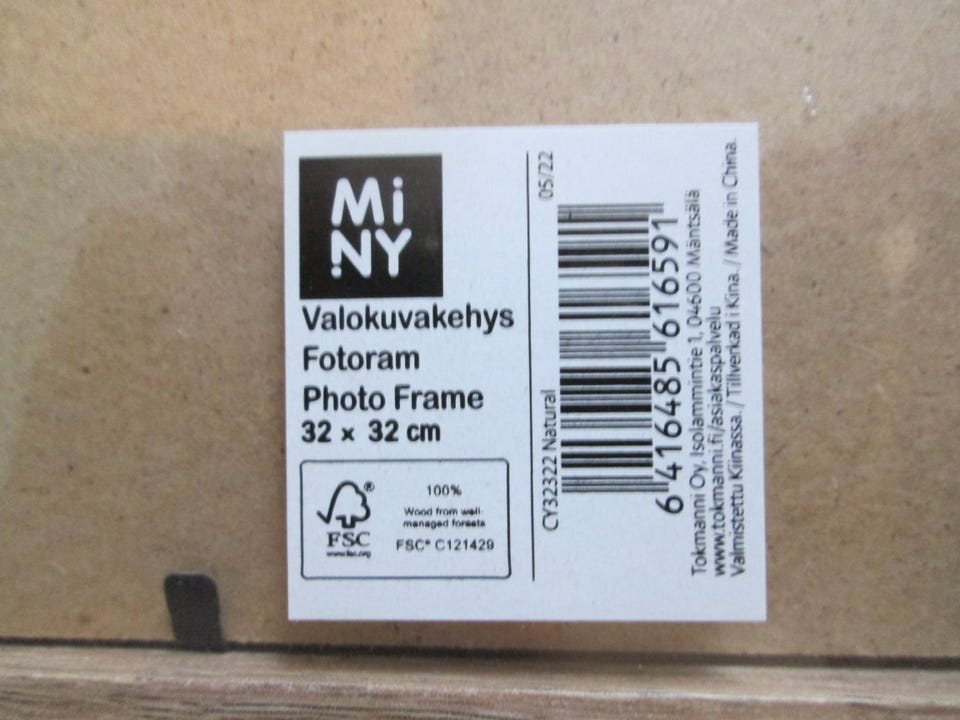 MiNY
Valokuvakehys
Fotoram
Photo Frame
32 x 32 cm
FSC®
www.fsc.org
100%
Wood from well-
managed forests
FSC® C121429
CY32322 Natural 05/22
6 416485 616591
Tokmanni Oy, Isolammintie 1, 04600 Mäntsälä
www.tokmanni.fi/asiakaspalvelu
Valmistettu Kiinassa. / Tillverkad i Kina. / Made in China.